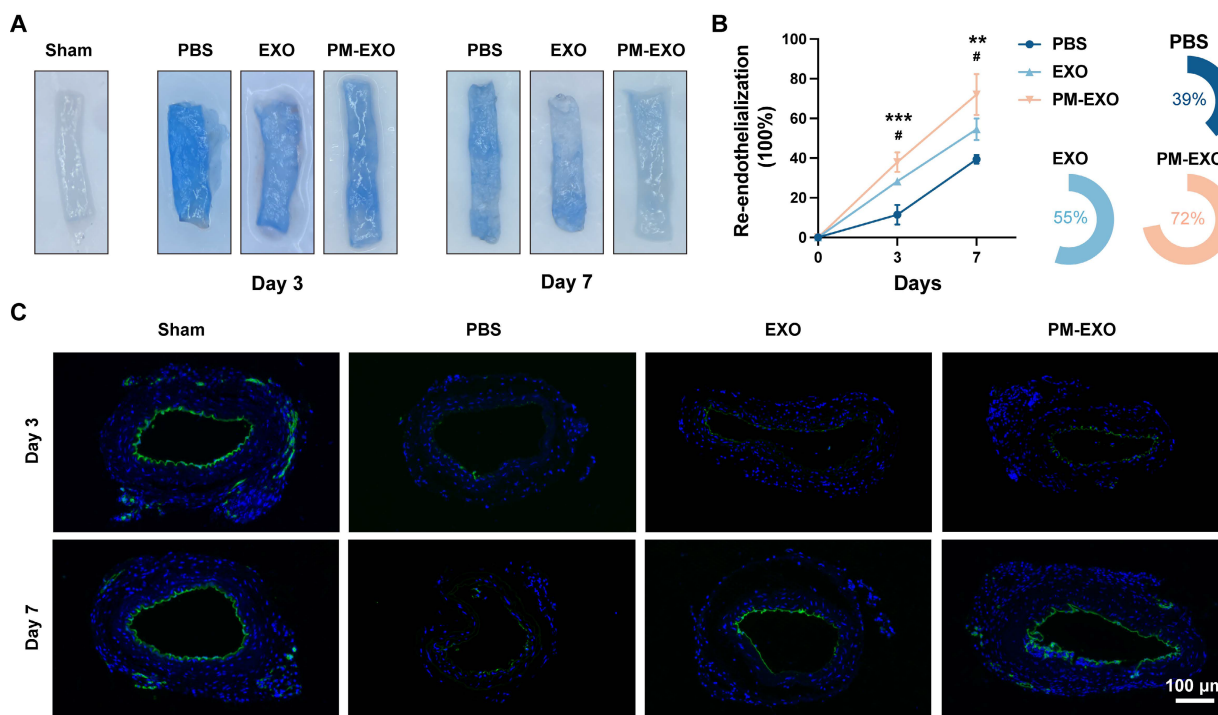 A
Sham
PBS
EXO
PM-EXO
PBS
EXO
PM-EXO
Day 3
Day 7
B
Re-endothelialization
(100%)
100
80
60
40
20
0
0
3
7
Days
***
#
**
#
PBS
EXO
PM-EXO
PBS
39%
EXO
55%
PM-EXO
72%
C
Sham
PBS
EXO
PM-EXO
Day 3
Day 7
100 μm